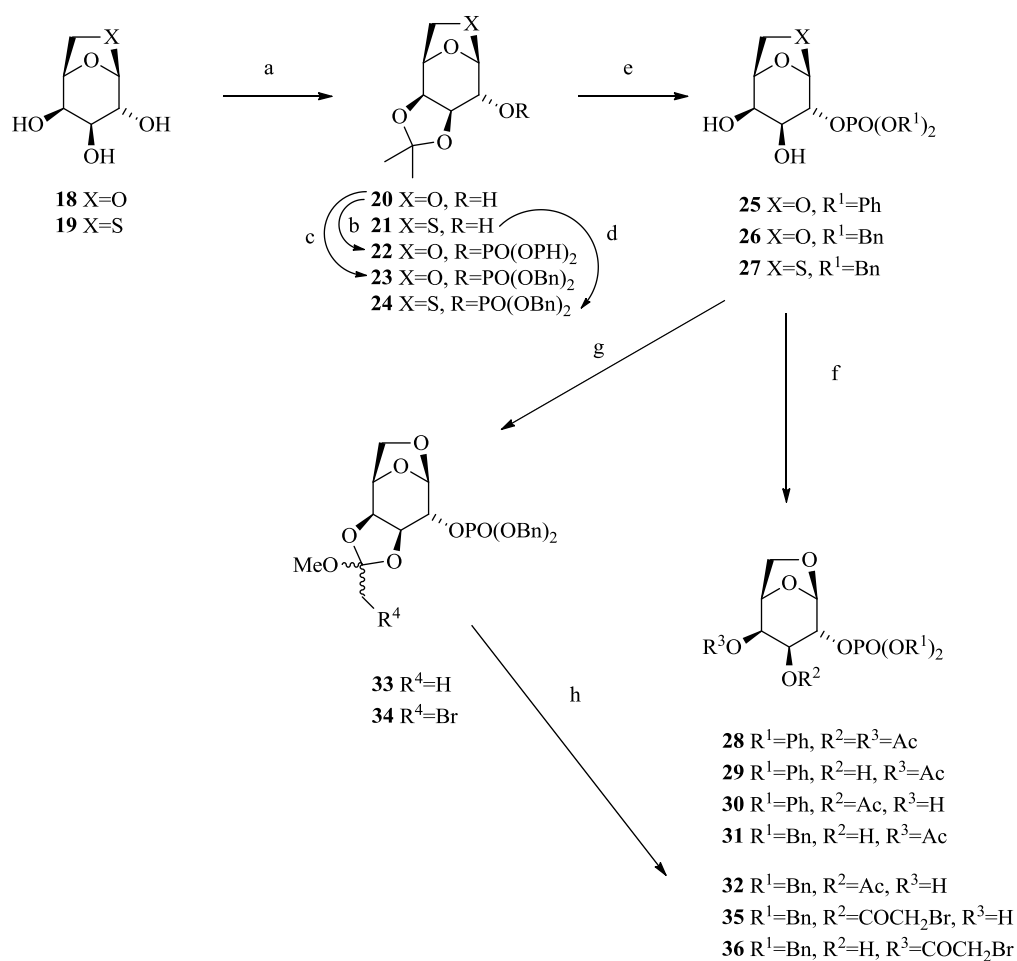 X
O
HO
OH
OH
18 X=O
19 X=S
a
X
O
O
O
OR
20 X=O, R=H
21 X=S, R=H
22 X=O, R=PO(OPH)₂
23 X=O, R=PO(OBn)₂
24 X=S, R=PO(OBn)₂
b
c
d
e
X
O
HO
OH
OPO(OR¹)₂
25 X=O, R¹=Ph
26 X=O, R¹=Bn
27 X=S, R¹=Bn
g
f
O
O
O
O
MeO
OPO(OBn)₂
R⁴
33 R⁴=H
34 R⁴=Br
h
O
O
R³O
OR²
OPO(OR¹)₂
28 R¹=Ph, R²=R³=Ac
29 R¹=Ph, R²=H, R³=Ac
30 R¹=Ph, R²=Ac, R³=H
31 R¹=Bn, R²=H, R³=Ac
32 R¹=Bn, R²=Ac, R³=H
35 R¹=Bn, R²=COCH₂Br, R³=H
36 R¹=Bn, R²=H, R³=COCH₂Br